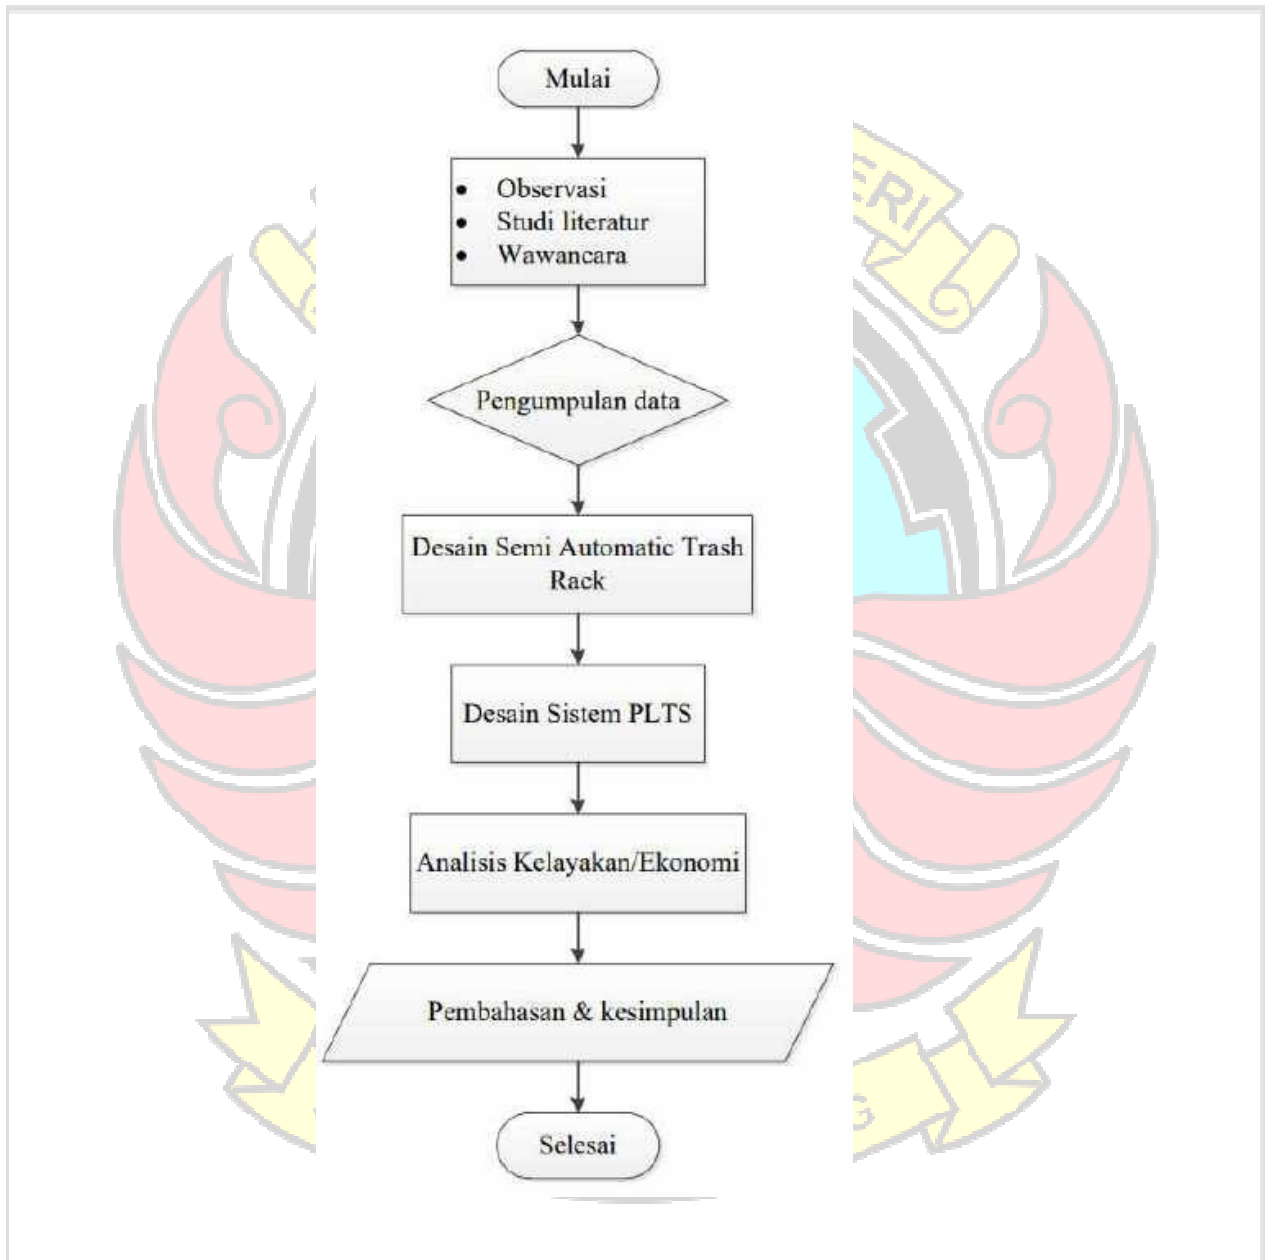 Mulai
ERI
• Observasi
• Studi literatur
• Wawancara
Pengumpulan data
Desain Semi Automatic Trash
Rack
Desain Sistem PLTS
Analisis Kelayakan/Ekonomi
Pembahasan & kesimpulan
G
Selesai